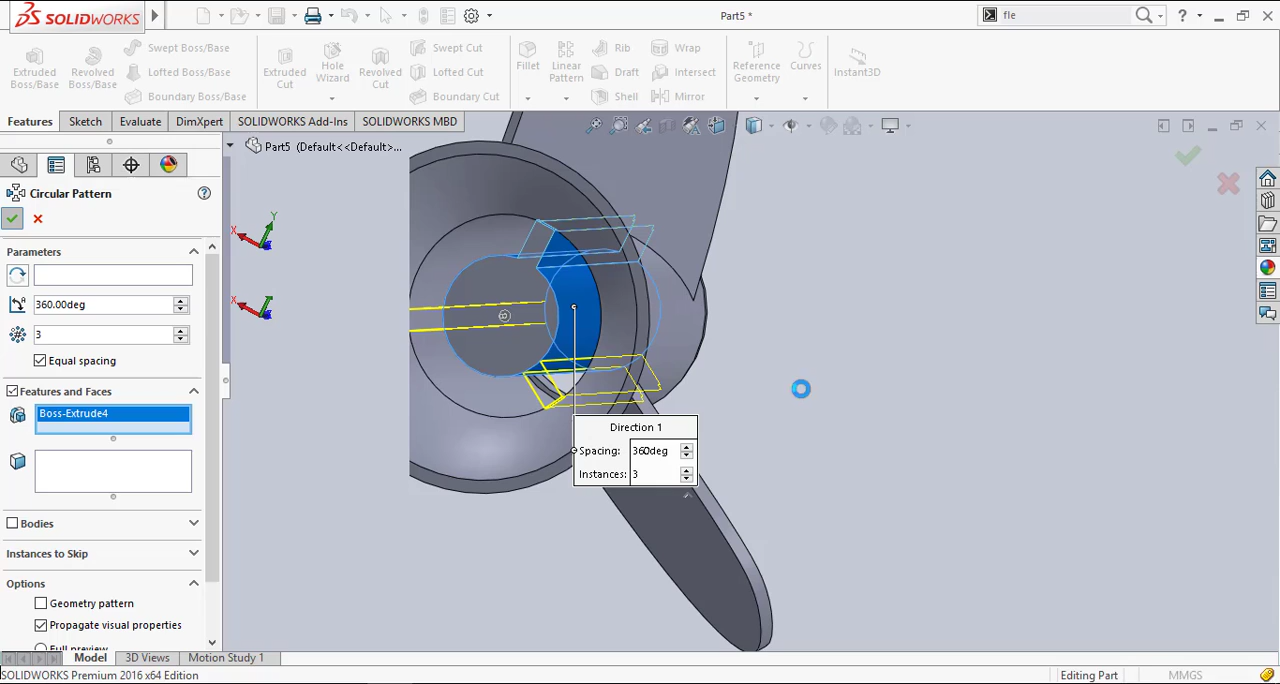 SOLIDWORKS
Part5 *
fle
Extruded Boss/Base
Revolved Boss/Base
Swept Boss/Base
Lofted Boss/Base
Boundary Boss/Base
Extruded Cut
Hole Wizard
Revolved Cut
Swept Cut
Lofted Cut
Boundary Cut
Fillet
Linear Pattern
Rib
Draft
Shell
Wrap
Intersect
Mirror
Reference Geometry
Curves
Instant3D
Features
Sketch
Evaluate
DimXpert
SOLIDWORKS Add-Ins
SOLIDWORKS MBD
Part5 (Default<<Default>...
Circular Pattern
Parameters
360.00deg
3
Equal spacing
Features and Faces
Boss-Extrude4
Bodies
Instances to Skip
Options
Geometry pattern
Propagate visual properties
Full preview
Y
X
X
Direction 1
Spacing: 360deg
Instances: 3
Model
3D Views
Motion Study 1
SOLIDWORKS Premium 2016 x64 Edition
Editing Part
MMGS